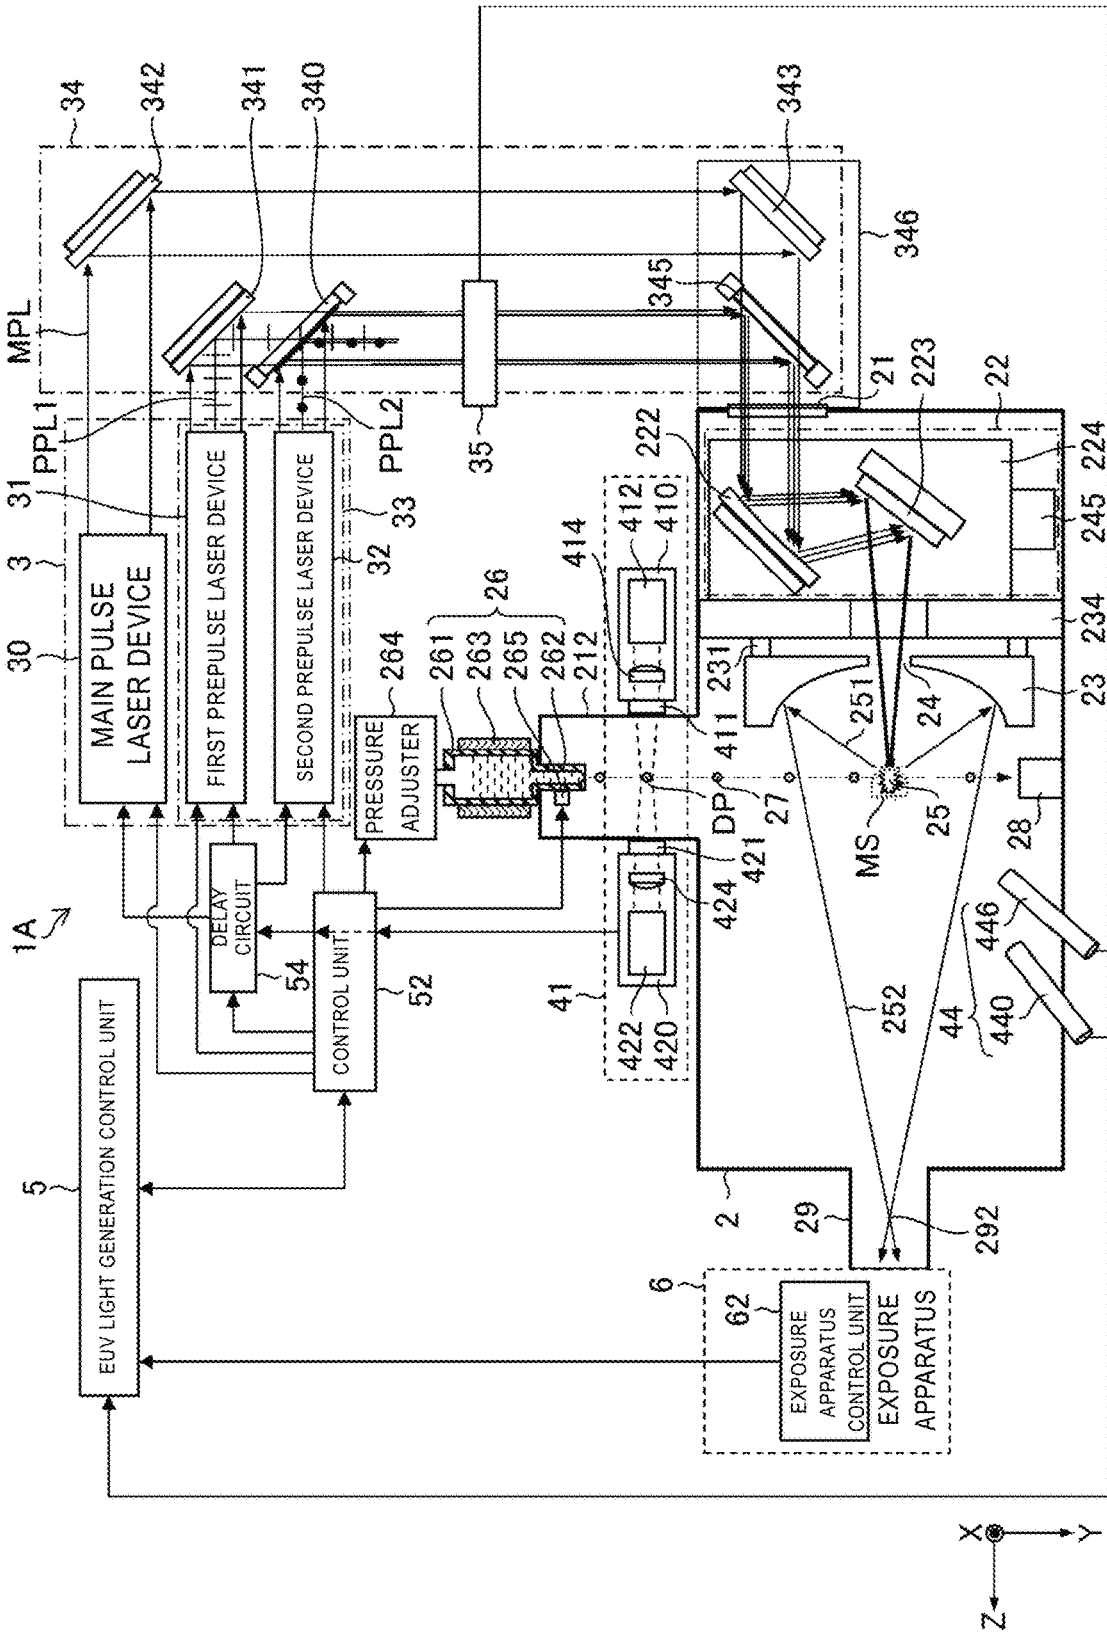 1A
5
EUV LIGHT GENERATION CONTROL UNIT
30
MAIN PULSE
LASER DEVICE
3
31
FIRST PREPULSE LASER DEVICE
SECOND PREPULSE LASER DEVICE
PPL1
MPL
34
342
341
340
PPL2
33
32
DELAY
CIRCUIT
54
CONTROL UNIT
52
PRESSURE
ADJUSTER
264
261
263
265
262
26
212
35
343
345
346
41
422
420
424
421
DP
27
411
414
412
410
222
21
223
22
224
245
234
231
23
24
251
25
MS
28
252
44
446
440
2
29
292
6
62
EXPOSURE
APPARATUS
CONTROL UNIT
EXPOSURE
APPARATUS
X
Y
Z